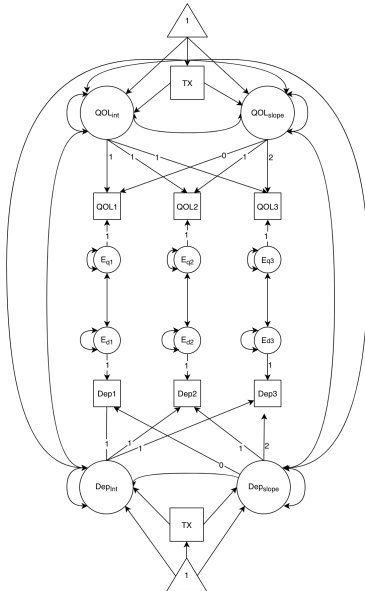 1
TX
QOLint QOLslope
1 1 1 0 1 2
QOL1 QOL2 QOL3
1 1 1
Eq1 Eq2 Eq3
Ed1 Ed2 Ed3
1 1 1
Dep1 Dep2 Dep3
1 1 1 0 1 2
DepInt Depslope
TX
1